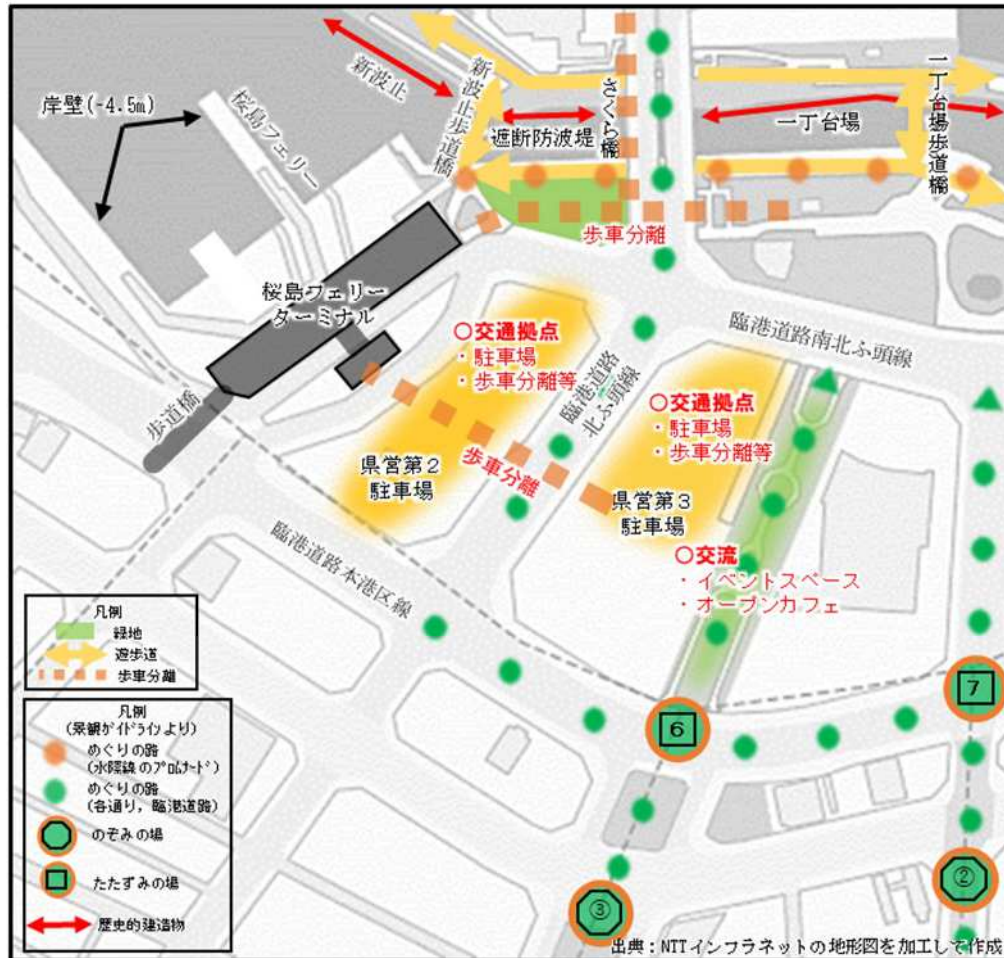 新波止
新波止歩道橋
さくら橋
一丁台場歩道橋
岸壁(-4.5m)
桜島フェリー
遮断防波堤
一丁台場
歩車分離
桜島フェリー
ターミナル
歩道橋
○交通拠点
・駐車場
・歩車分離等
臨港道路
北ふ頭線
臨港道路南北ふ頭線
○交通拠点
・駐車場
・歩車分離等
県営第2
駐車場
歩車分離
県営第3
駐車場
臨港道路本港区線
○交流
・イベントスペース
・オープンカフェ
凡例
緑地
遊歩道
歩車分離
凡例
(景観ガイドラインより)
めぐりの路
(水際線のプロムナード)
めぐりの路
(各通り，臨港道路)
のぞみの場
たたずみの場
歴史的建造物
6
7
③
②
出典：NTTインフラネットの地形図を加工して作成